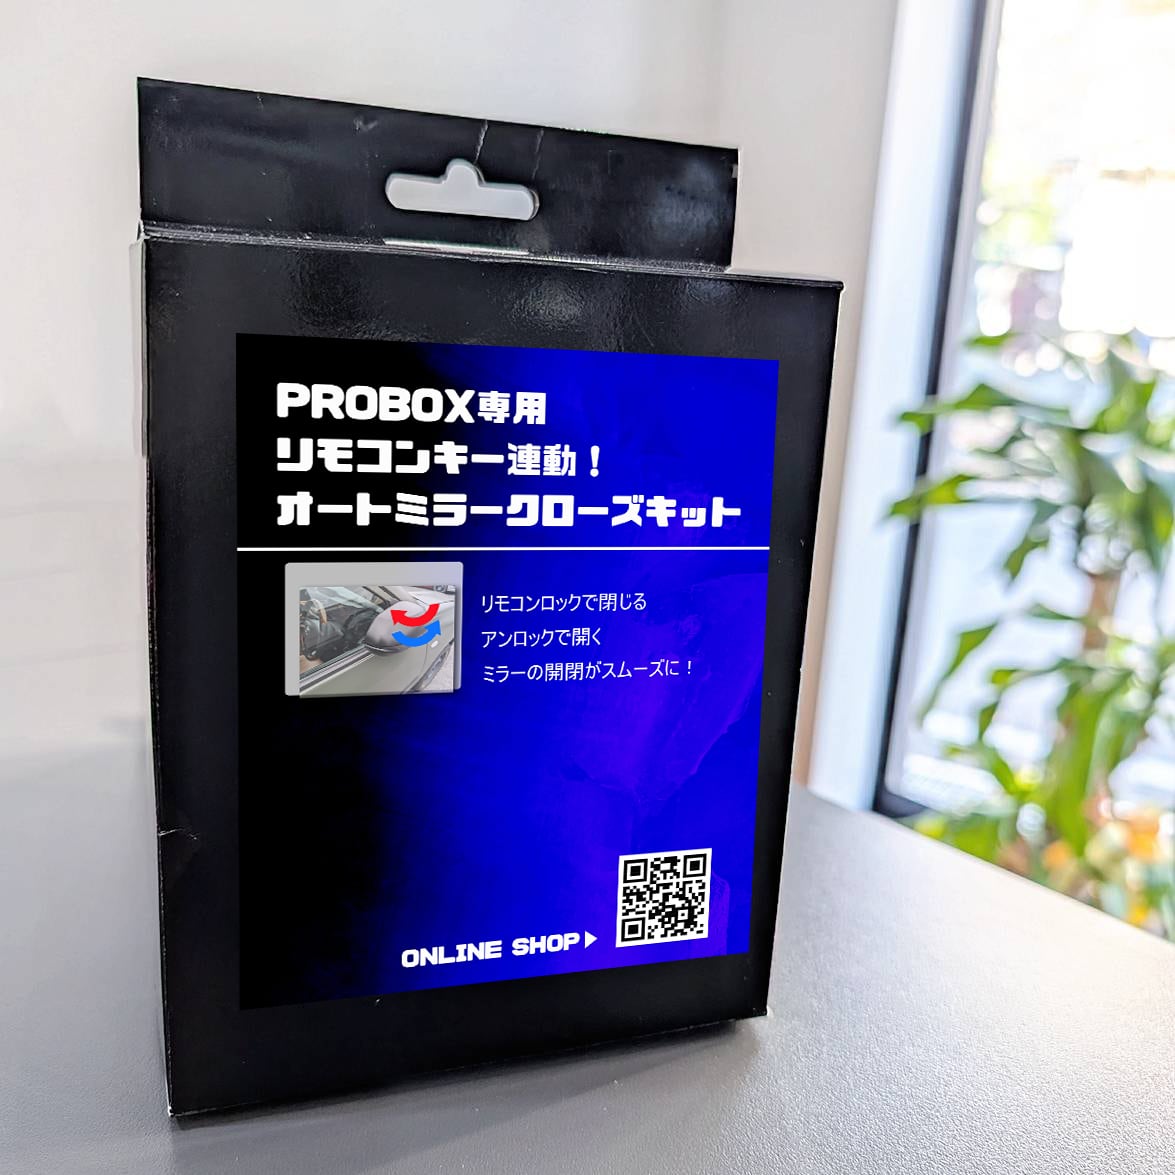 PROBOX専用
リモコンキー連動！
オートミラークローズキット
リモコンロックで閉じる
アンロックで開く
ミラーの開閉がスムーズに！
ONLINE SHOP▶